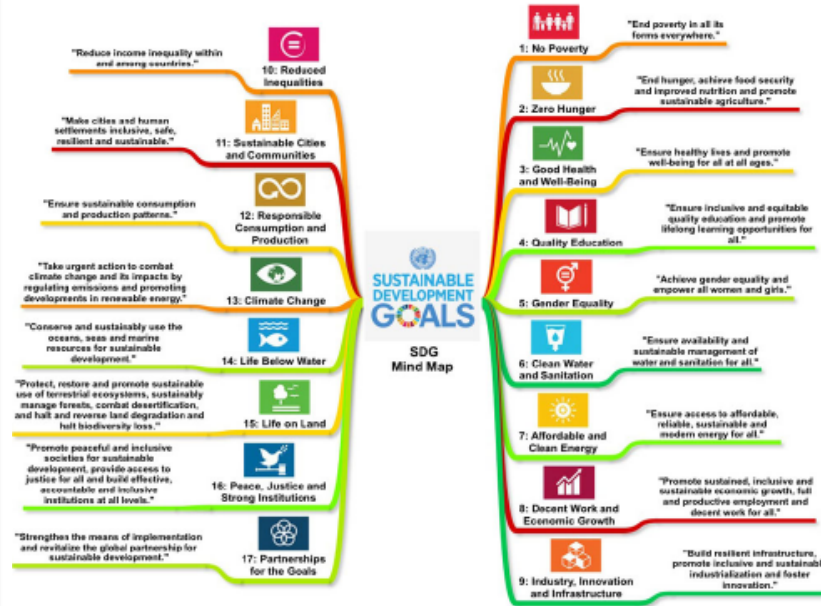 "Reduce income inequality within
and among countries."
10: Reduced
Inequalities
"Make cities and human
settlements inclusive, safe,
resilient and sustainable."
11: Sustainable Cities
and Communities
"Ensure sustainable consumption
and production patterns."
12: Responsible
Consumption and
Production
"Take urgent action to combat
climate change and its impacts by
regulating emissions and promoting
developments in renewable energy."
13: Climate Change
"Conserve and sustainably use the
oceans, seas and marine
resources for sustainable
development."
14: Life Below Water
"Protect, restore and promote sustainable
use of terrestrial ecosystems, sustainably
manage forests, combat desertification,
and halt and reverse land degradation and
halt biodiversity loss."
15: Life on Land
"Promote peaceful and inclusive
societies for sustainable
development, provide access to
justice for all and build effective,
accountable and inclusive
institutions at all levels."
16: Peace, Justice and
Strong Institutions
"Strengthen the means of implementation
and revitalize the global partnership for
sustainable development."
17: Partnerships
for the Goals
SUSTAINABLE
DEVELOPMENT
GOALS
SDG
Mind Map
1: No Poverty
"End poverty in all its
forms everywhere."
2: Zero Hunger
"End hunger, achieve food security
and improved nutrition and promote
sustainable agriculture."
3: Good Health
and Well-Being
"Ensure healthy lives and promote
well-being for all at all ages."
4: Quality Education
"Ensure inclusive and equitable
quality education and promote
lifelong learning opportunities for
all."
5: Gender Equality
"Achieve gender equality and
empower all women and girls."
6: Clean Water
and Sanitation
"Ensure availability and
sustainable management of
water and sanitation for all."
7: Affordable and
Clean Energy
"Ensure access to affordable,
reliable, sustainable and
modern energy for all."
8: Decent Work and
Economic Growth
"Promote sustained, inclusive and
sustainable economic growth, full
and productive employment and
decent work for all."
9: Industry, Innovation
and Infrastructure
"Build resilient infrastructure,
promote inclusive and sustainable
industrialization and foster
innovation."